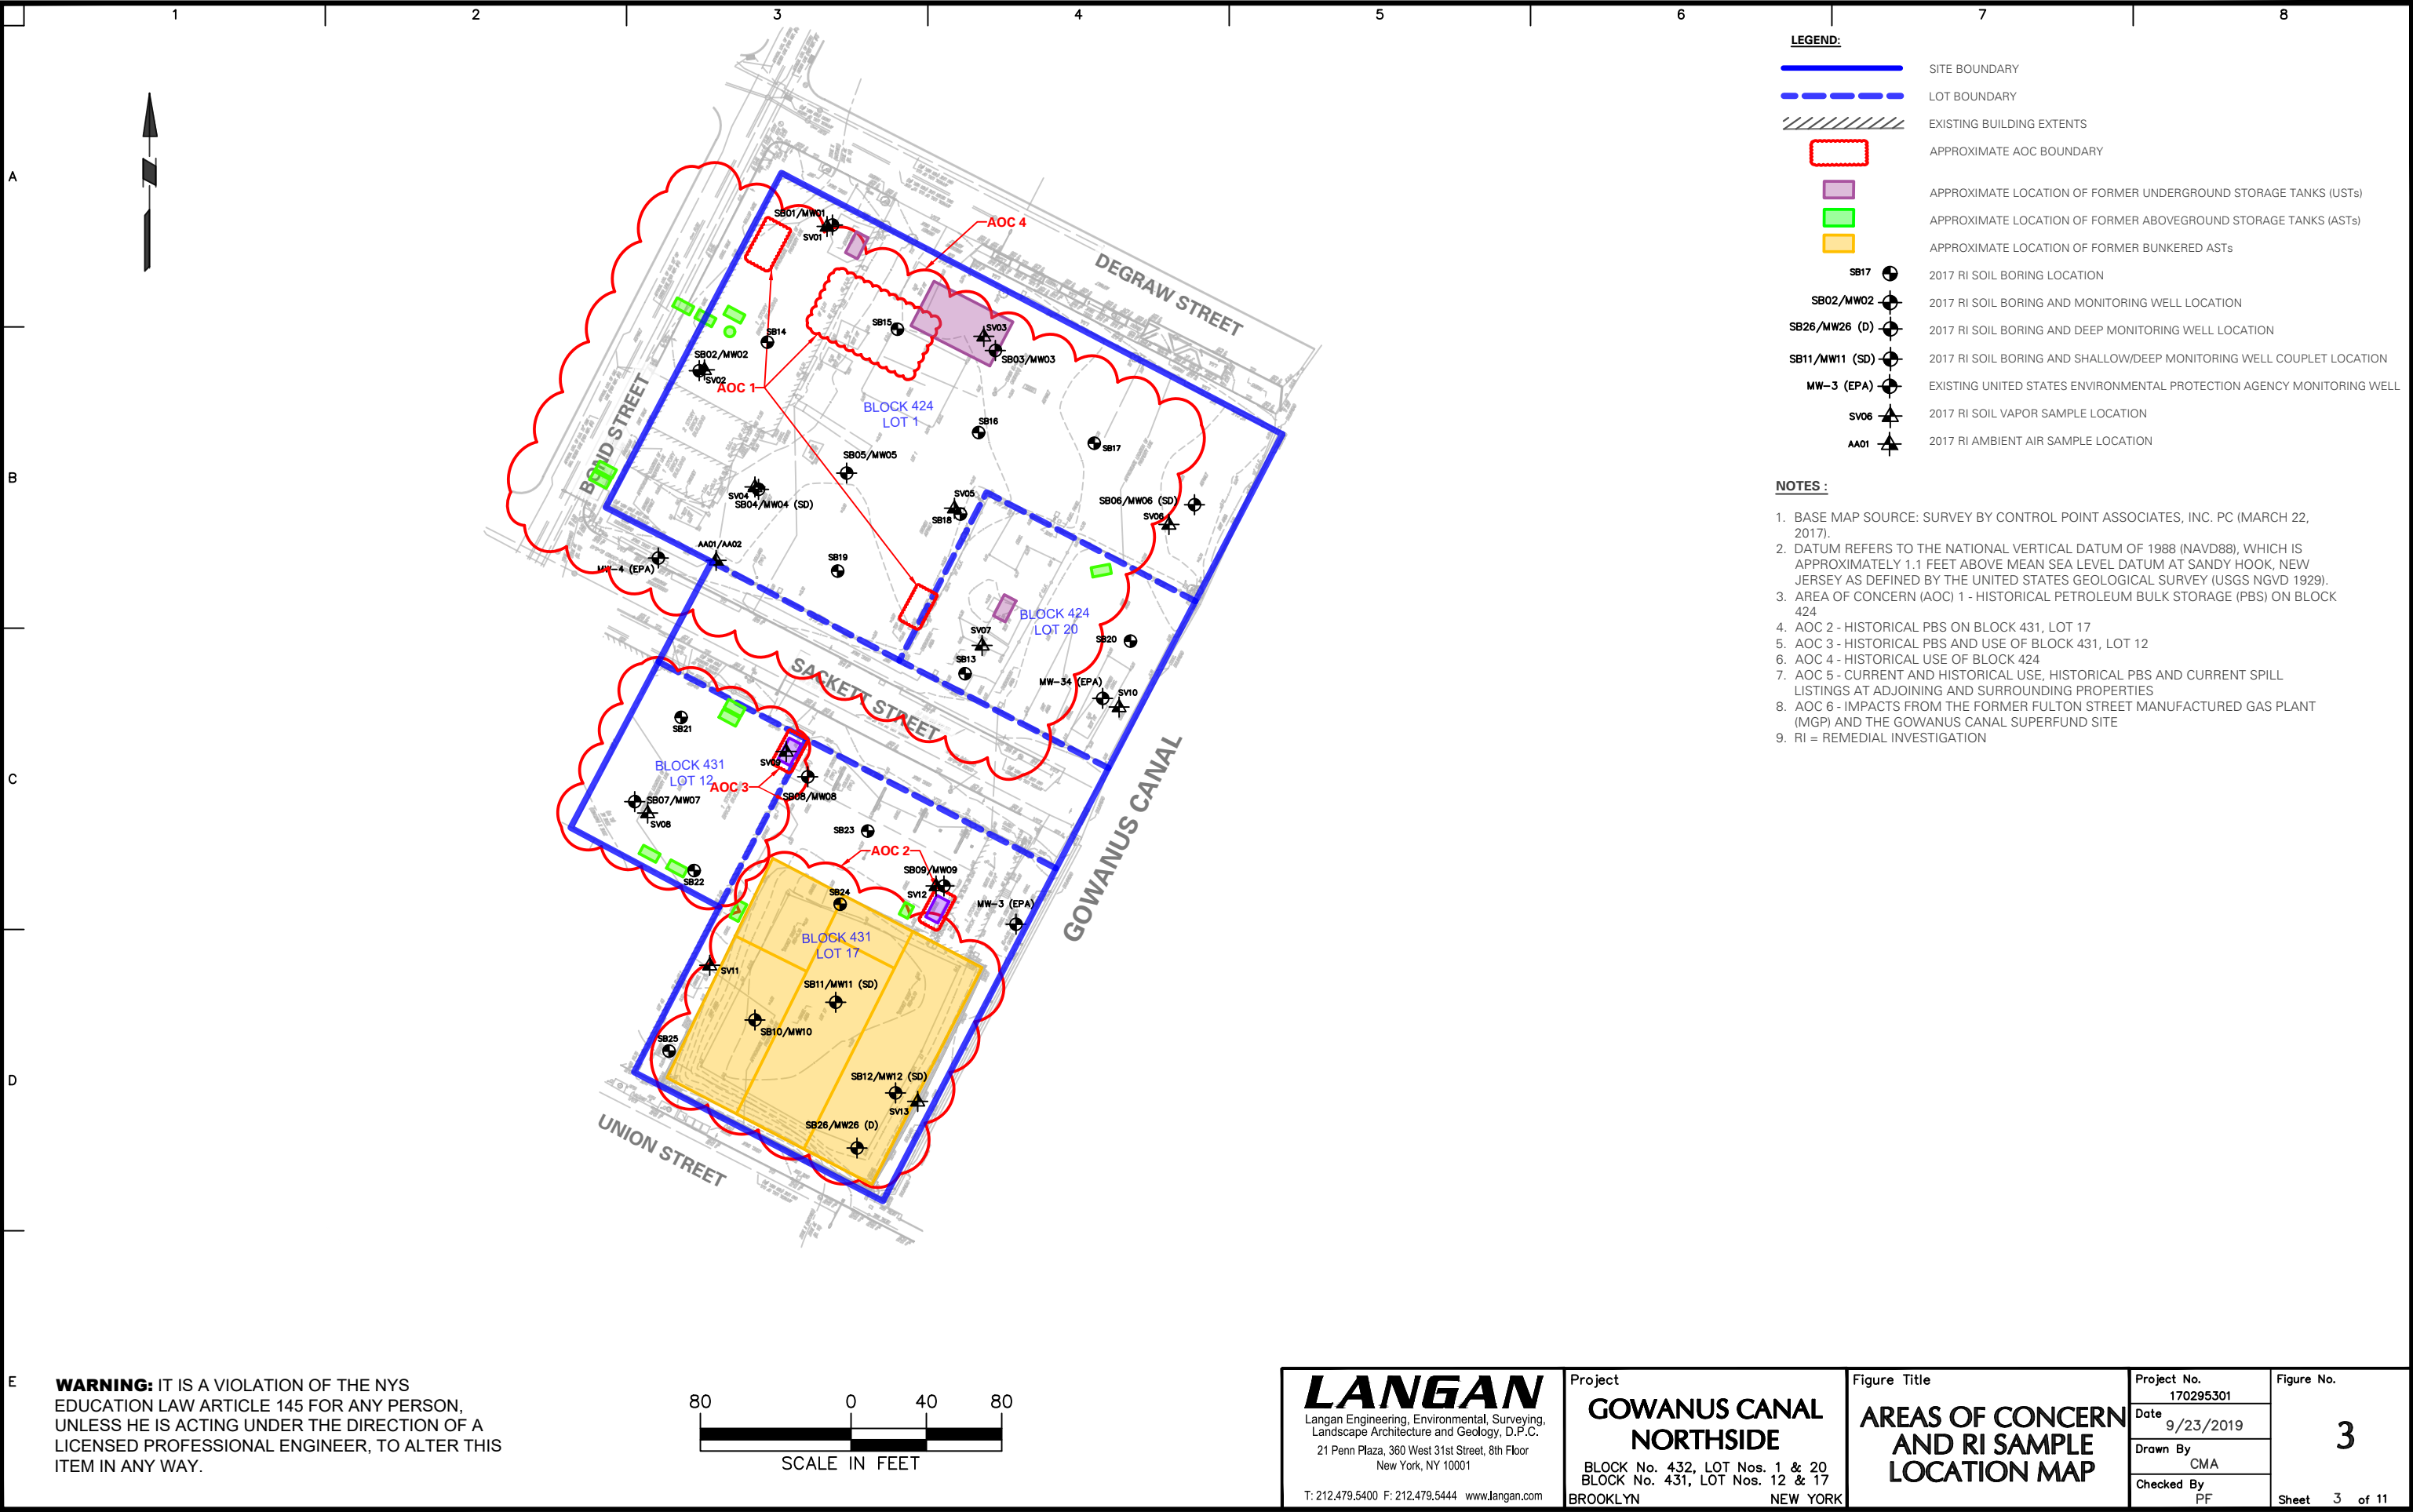 1 2 3 4 5 6 7 8
A
B
C
D
E
LEGEND:
SITE BOUNDARY
LOT BOUNDARY
EXISTING BUILDING EXTENTS
APPROXIMATE AOC BOUNDARY
APPROXIMATE LOCATION OF FORMER UNDERGROUND STORAGE TANKS (USTs)
APPROXIMATE LOCATION OF FORMER ABOVEGROUND STORAGE TANKS (ASTs)
APPROXIMATE LOCATION OF FORMER BUNKERED ASTs
SB17 2017 RI SOIL BORING LOCATION
SB02/MW02 2017 RI SOIL BORING AND MONITORING WELL LOCATION
SB26/MW26 (D) 2017 RI SOIL BORING AND DEEP MONITORING WELL LOCATION
SB11/MW11 (SD) 2017 RI SOIL BORING AND SHALLOW/DEEP MONITORING WELL COUPLET LOCATION
MW-3 (EPA) EXISTING UNITED STATES ENVIRONMENTAL PROTECTION AGENCY MONITORING WELL
SV06 2017 RI SOIL VAPOR SAMPLE LOCATION
AA01 2017 RI AMBIENT AIR SAMPLE LOCATION
NOTES :
1. BASE MAP SOURCE: SURVEY BY CONTROL POINT ASSOCIATES, INC. PC (MARCH 22,
2017).
2. DATUM REFERS TO THE NATIONAL VERTICAL DATUM OF 1988 (NAVD88), WHICH IS
APPROXIMATELY 1.1 FEET ABOVE MEAN SEA LEVEL DATUM AT SANDY HOOK, NEW
JERSEY AS DEFINED BY THE UNITED STATES GEOLOGICAL SURVEY (USGS NGVD 1929).
3. AREA OF CONCERN (AOC) 1 - HISTORICAL PETROLEUM BULK STORAGE (PBS) ON BLOCK
424
4. AOC 2 - HISTORICAL PBS ON BLOCK 431, LOT 17
5. AOC 3 - HISTORICAL PBS AND USE OF BLOCK 431, LOT 12
6. AOC 4 - HISTORICAL USE OF BLOCK 424
7. AOC 5 - CURRENT AND HISTORICAL USE, HISTORICAL PBS AND CURRENT SPILL
LISTINGS AT ADJOINING AND SURROUNDING PROPERTIES
8. AOC 6 - IMPACTS FROM THE FORMER FULTON STREET MANUFACTURED GAS PLANT
(MGP) AND THE GOWANUS CANAL SUPERFUND SITE
9. RI = REMEDIAL INVESTIGATION
SB01/MW01
SV01
AOC 4
DEGRAW STREET
SB15
SV03
SB14
SB03/MW03
SB02/MW02
SV02
AOC 1
BLOCK 424
LOT 1
BOND STREET
SB16
SB17
SB05/MW05
SV04
SB04/MW04 (SD)
SV05
SB18
SB06/MW06 (SD)
SV06
AA01/AA02
SB19
MW-4 (EPA)
BLOCK 424
LOT 20
SV07
SB20
SB13
SACKETT STREET
MW-34 (EPA)
SV10
SB21
SV09
BLOCK 431
LOT 12
AOC 3
SB08/MW08
SB07/MW07
SV08
GOWANUS CANAL
SB23
AOC 2
SB22
SB09/MW09
SV12
SB24
MW-3 (EPA)
BLOCK 431
LOT 17
SV11
SB11/MW11 (SD)
SB10/MW10
SB25
SB12/MW12 (SD)
SV13
SB26/MW26 (D)
UNION STREET
WARNING: IT IS A VIOLATION OF THE NYS
EDUCATION LAW ARTICLE 145 FOR ANY PERSON,
UNLESS HE IS ACTING UNDER THE DIRECTION OF A
LICENSED PROFESSIONAL ENGINEER, TO ALTER THIS
ITEM IN ANY WAY.
80 0 40 80
SCALE IN FEET
LANGAN
Langan Engineering, Environmental, Surveying,
Landscape Architecture and Geology, D.P.C.
21 Penn Plaza, 360 West 31st Street, 8th Floor
New York, NY 10001
T: 212.479.5400 F: 212.479.5444 www.langan.com
Project
GOWANUS CANAL
NORTHSIDE
BLOCK No. 432, LOT Nos. 1 & 20
BLOCK No. 431, LOT Nos. 12 & 17
BROOKLYN NEW YORK
Figure Title
AREAS OF CONCERN
AND RI SAMPLE
LOCATION MAP
Project No.
170295301
Date
9/23/2019
Drawn By
CMA
Checked By
PF
Figure No.
3
Sheet 3 of 11